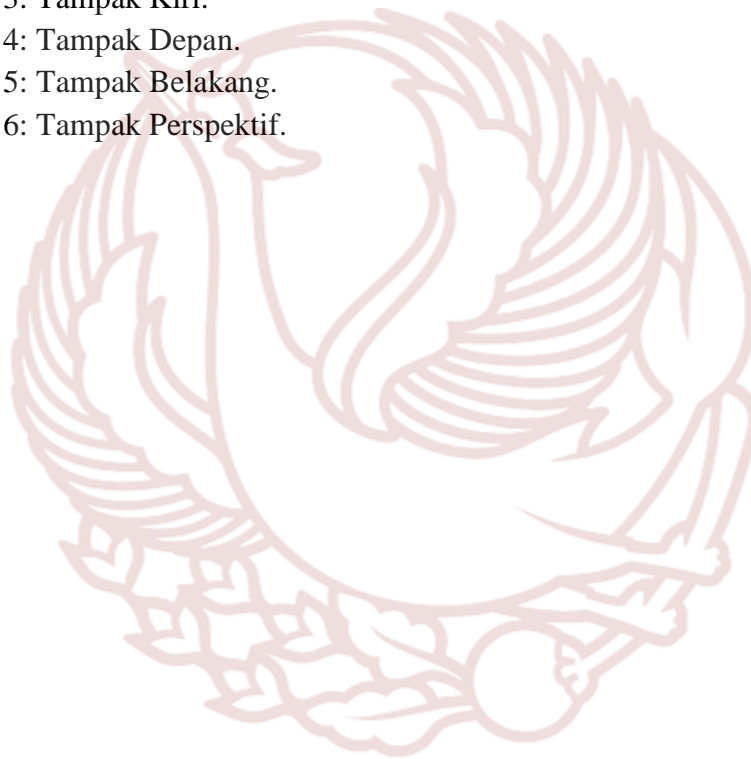 3: Tampak Kiri.
4: Tampak Depan.
5: Tampak Belakang.
6: Tampak Perspektif.